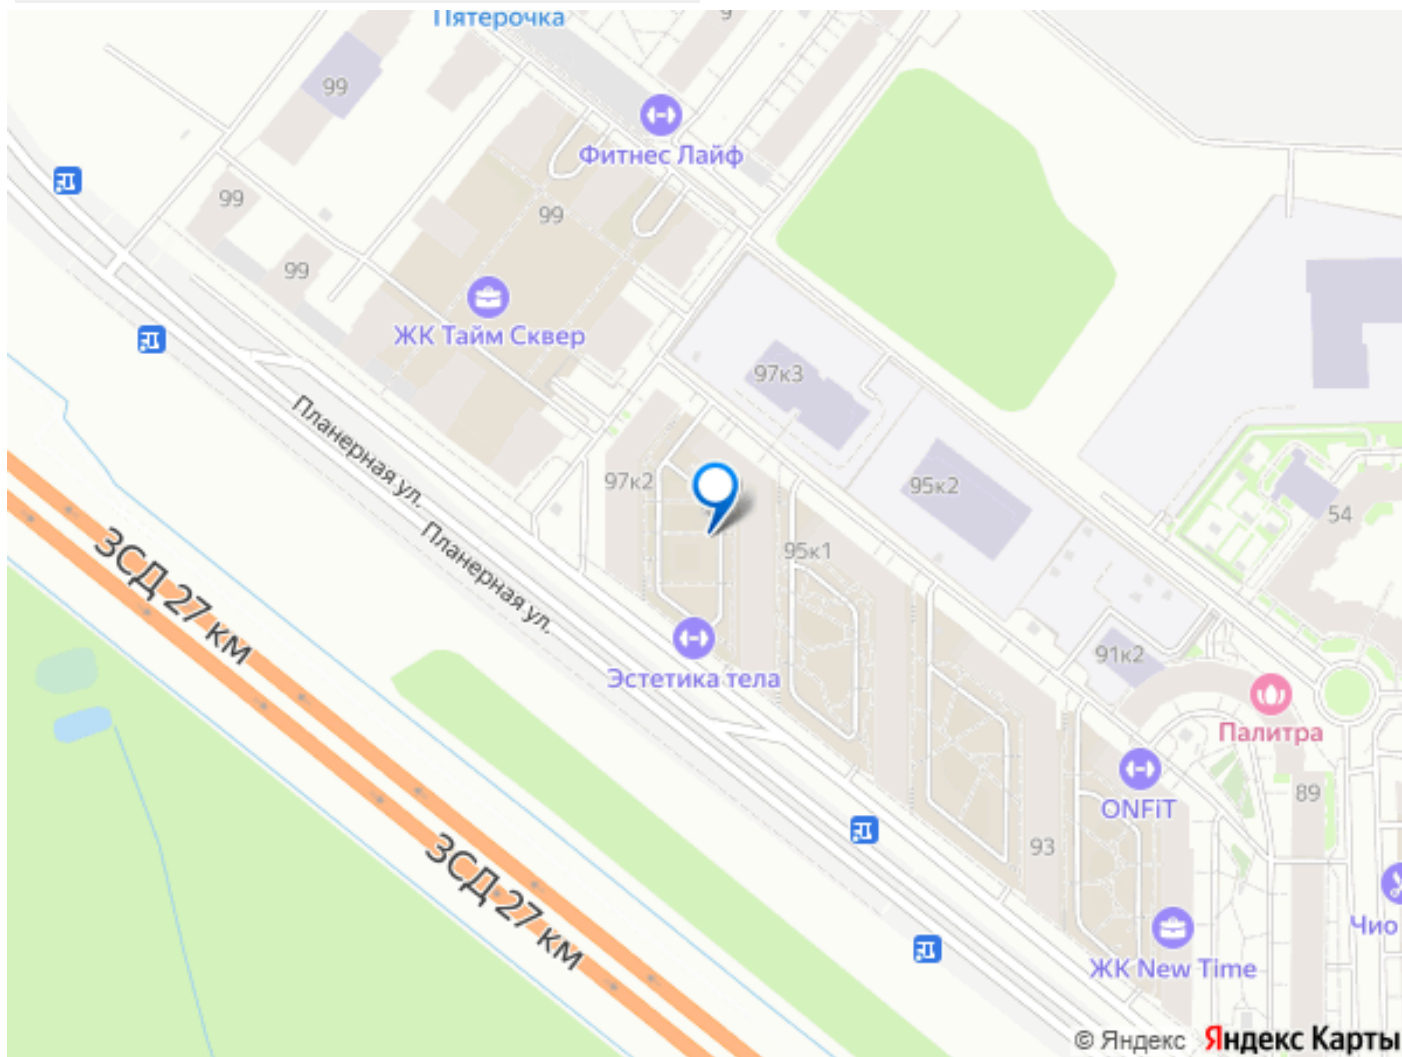 Пятерочка
9
99
Фитнес Лайф
99
99
99
ЖК Тайм Сквер
97к3
Планерная ул.
97к2
95к2
54
Планерная ул.
95к1
ЗСД 27 км
91к2
Эстетика тела
Палитра
ONFiT
89
ЗСД 27 км
93
Чио
ЖК New Time
© Яндекс Яндекс Карты